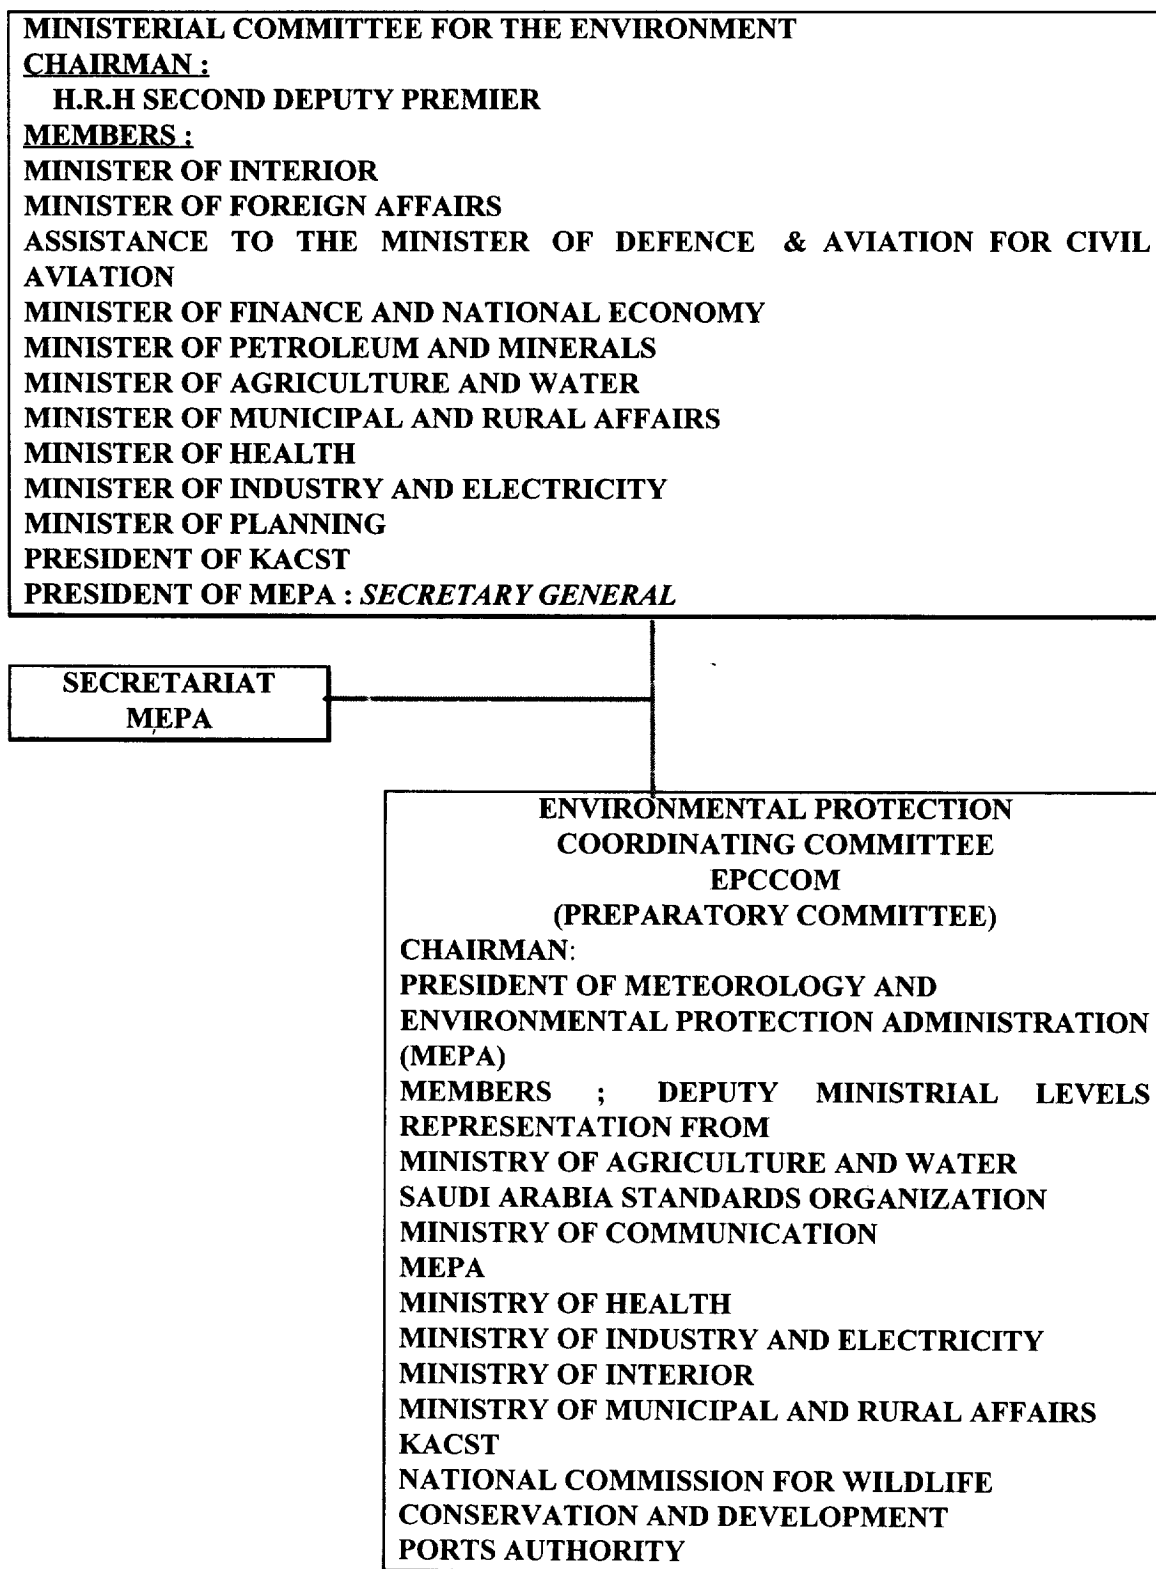 MINISTERIAL COMMITTEE FOR THE ENVIRONMENT
CHAIRMAN :
H.R.H SECOND DEPUTY PREMIER
MEMBERS :
MINISTER OF INTERIOR
MINISTER OF FOREIGN AFFAIRS
ASSISTANCE TO THE MINISTER OF DEFENCE & AVIATION FOR CIVIL
AVIATION
MINISTER OF FINANCE AND NATIONAL ECONOMY
MINISTER OF PETROLEUM AND MINERALS
MINISTER OF AGRICULTURE AND WATER
MINISTER OF MUNICIPAL AND RURAL AFFAIRS
MINISTER OF HEALTH
MINISTER OF INDUSTRY AND ELECTRICITY
MINISTER OF PLANNING
PRESIDENT OF KACST
PRESIDENT OF MEPA : SECRETARY GENERAL
SECRETARIAT
MEPA
ENVIRONMENTAL PROTECTION
COORDINATING COMMITTEE
EPCCOM
(PREPARATORY COMMITTEE)
CHAIRMAN:
PRESIDENT OF METEOROLOGY AND
ENVIRONMENTAL PROTECTION ADMINISTRATION
(MEPA)
MEMBERS ; DEPUTY MINISTRIAL LEVELS
REPRESENTATION FROM
MINISTRY OF AGRICULTURE AND WATER
SAUDI ARABIA STANDARDS ORGANIZATION
MINISTRY OF COMMUNICATION
MEPA
MINISTRY OF HEALTH
MINISTRY OF INDUSTRY AND ELECTRICITY
MINISTRY OF INTERIOR
MINISTRY OF MUNICIPAL AND RURAL AFFAIRS
KACST
NATIONAL COMMISSION FOR WILDLIFE
CONSERVATION AND DEVELOPMENT
PORTS AUTHORITY